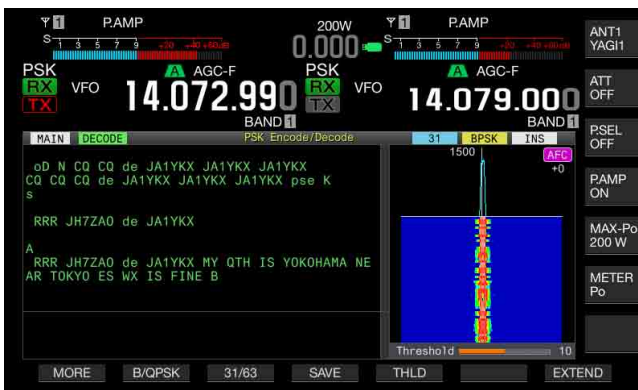 1 P.AMP 200W 1 P.AMP
S 1 3 5 7 9 +20 +40 +60dB 0.000 S 1 3 5 7 9 +20 +40 +60dB
PSK A AGC-F PSK A AGC-F
RX TX VFO 14.072.990 RX TX VFO 14.079.000
BAND 1 BAND 1
MAIN DECODE PSK Encode/Decode 31 BPSK INS
1500 AFC
+0
oD N CQ CQ de JA1YKX JA1YKX JA1YKX
CQ CQ CQ de JA1YKX JA1YKX JA1YKX pse K
s
RRR JH7ZAO de JA1YKX
A
RRR JH7ZAO de JA1YKX MY QTH IS YOKOHAMA NE
AR TOKYO ES WX IS FINE B
Threshold 10
ANT1
YAGI1
ATT
OFF
P.SEL
OFF
P.AMP
ON
MAX-Po
200 W
METER
Po
MORE B/QPSK 31/63 SAVE THLD EXTEND